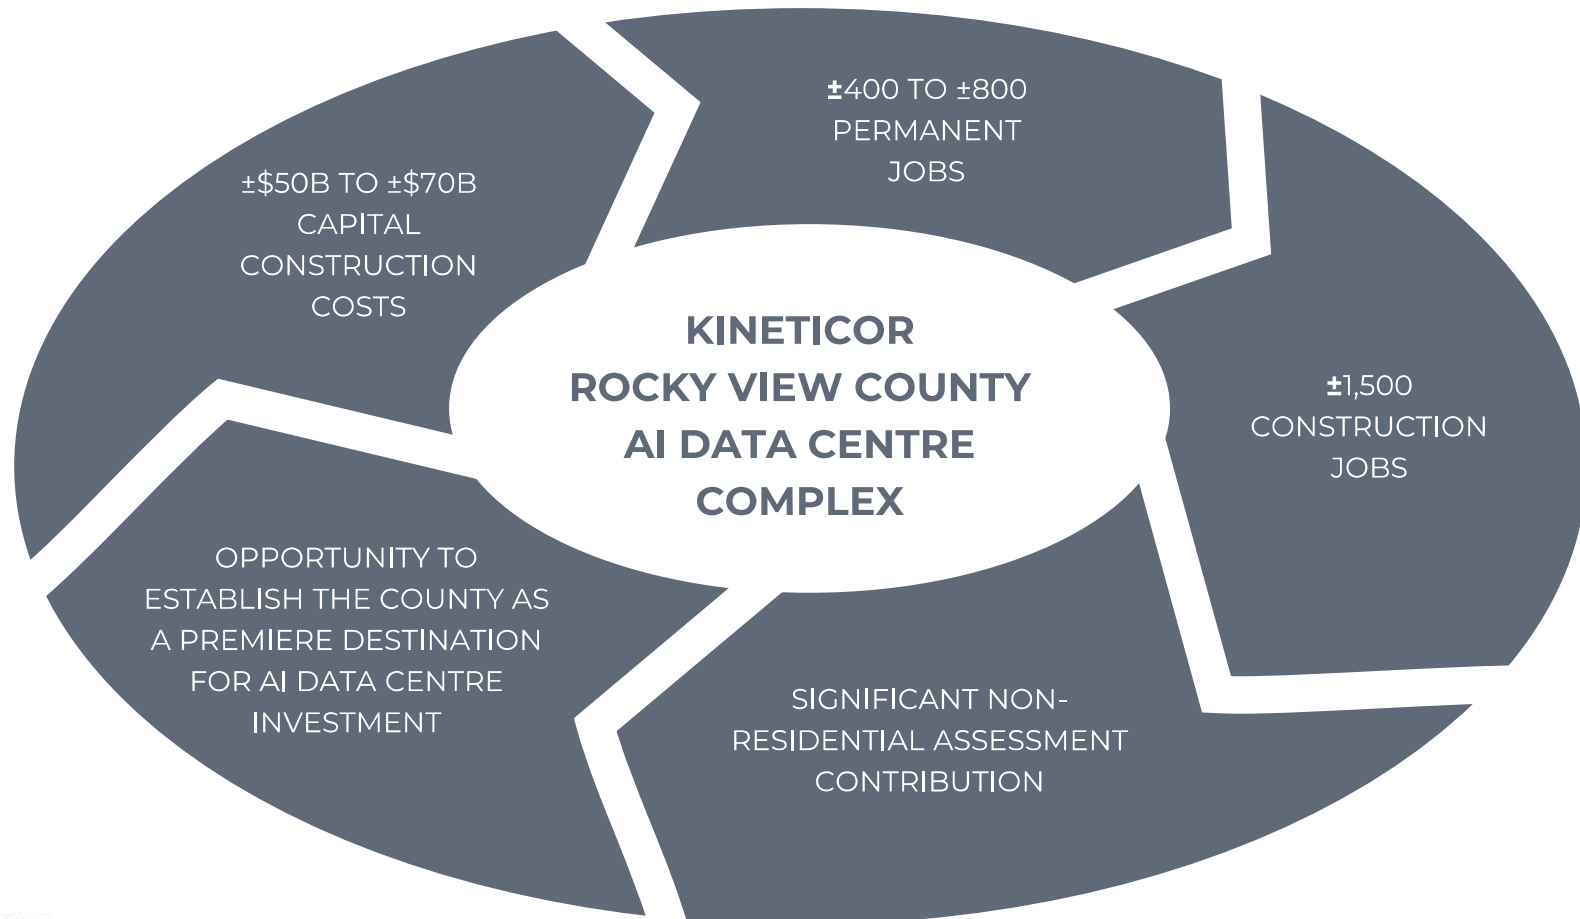 ±$50B TO ±$70B
CAPITAL
CONSTRUCTION
COSTS
±400 TO ±800
PERMANENT
JOBS
KINETICOR
ROCKY VIEW COUNTY
AI DATA CENTRE
COMPLEX
±1,500
CONSTRUCTION
JOBS
OPPORTUNITY TO
ESTABLISH THE COUNTY AS
A PREMIERE DESTINATION
FOR AI DATA CENTRE
INVESTMENT
SIGNIFICANT NON-
RESIDENTIAL ASSESSMENT
CONTRIBUTION